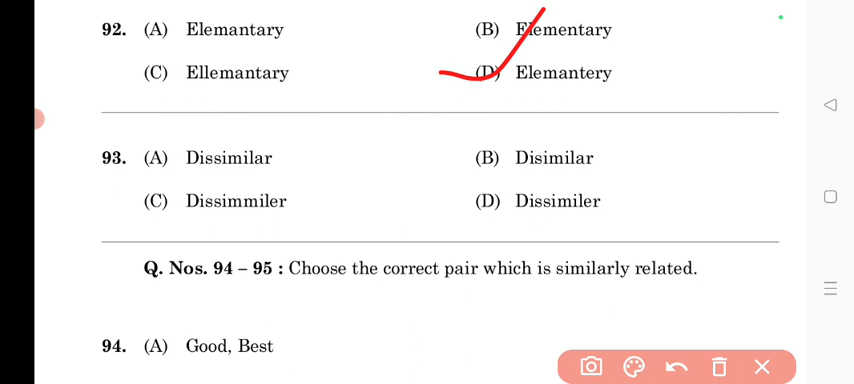 92. (A) Elemantary (B) Elementary
(C) Ellemantary (D) Elemantery
93. (A) Dissimilar (B) Disimilar
(C) Dissimmiler (D) Dissimiler
Q. Nos. 94 – 95 : Choose the correct pair which is similarly related.
94. (A) Good, Best